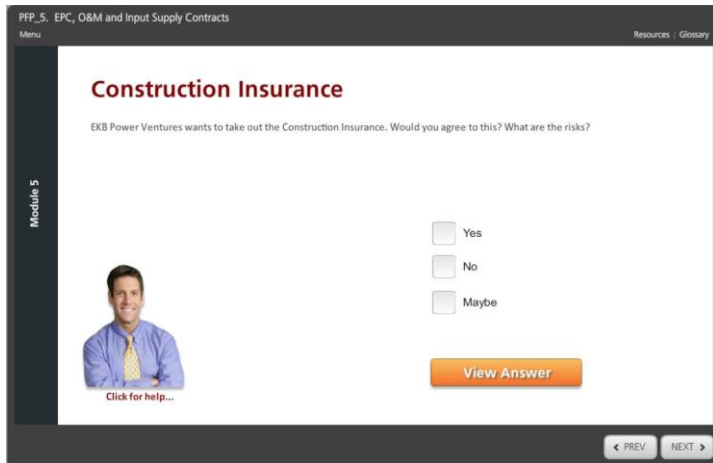 PFP_5. EPC, O&M and Input Supply Contracts
Menu
Resources | Glossary
Module 5
Construction Insurance
EKB Power Ventures wants to take out the Construction Insurance. Would you agree to this? What are the risks?
Yes
No
Maybe
View Answer
Click for help...
PREV
NEXT